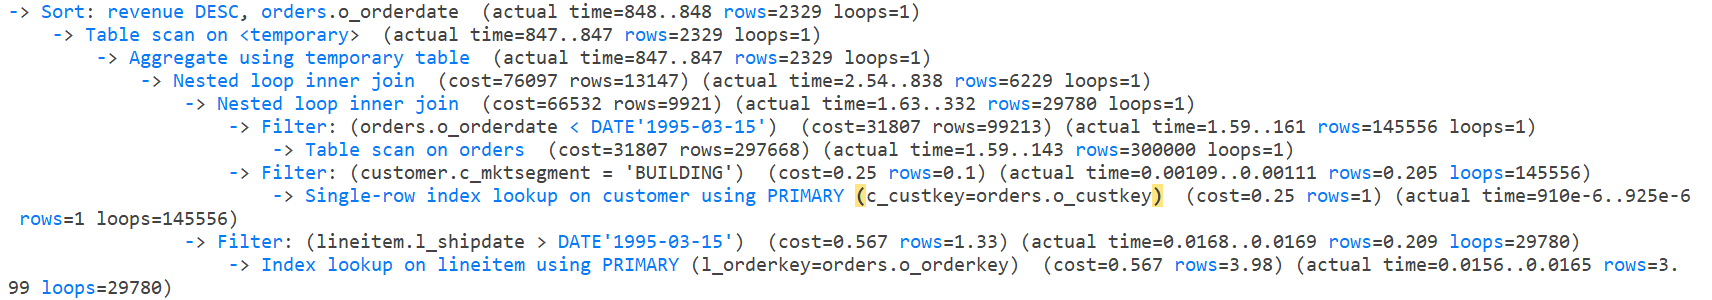 -> Sort: revenue DESC, orders.o_orderdate  (actual time=848..848 rows=2329 loops=1)
    -> Table scan on <temporary>  (actual time=847..847 rows=2329 loops=1)
        -> Aggregate using temporary table  (actual time=847..847 rows=2329 loops=1)
            -> Nested loop inner join  (cost=76097 rows=13147) (actual time=2.54..838 rows=6229 loops=1)
                -> Nested loop inner join  (cost=66532 rows=9921) (actual time=1.63..332 rows=29780 loops=1)
                    -> Filter: (orders.o_orderdate < DATE'1995-03-15')  (cost=31807 rows=99213) (actual time=1.59..161 rows=145556 loops=1)
                        -> Table scan on orders  (cost=31807 rows=297668) (actual time=1.59..143 rows=300000 loops=1)
                    -> Filter: (customer.c_mktsegment = 'BUILDING')  (cost=0.25 rows=0.1) (actual time=0.00109..0.00111 rows=0.205 loops=145556)
                        -> Single-row index lookup on customer using PRIMARY (c_custkey=orders.o_custkey)  (cost=0.25 rows=1) (actual time=910e-6..925e-6
 rows=1 loops=145556)
                -> Filter: (lineitem.l_shipdate > DATE'1995-03-15')  (cost=0.567 rows=1.33) (actual time=0.0168..0.0169 rows=0.209 loops=29780)
                    -> Index lookup on lineitem using PRIMARY (l_orderkey=orders.o_orderkey)  (cost=0.567 rows=3.98) (actual time=0.0156..0.0165 rows=3.
99 loops=29780)